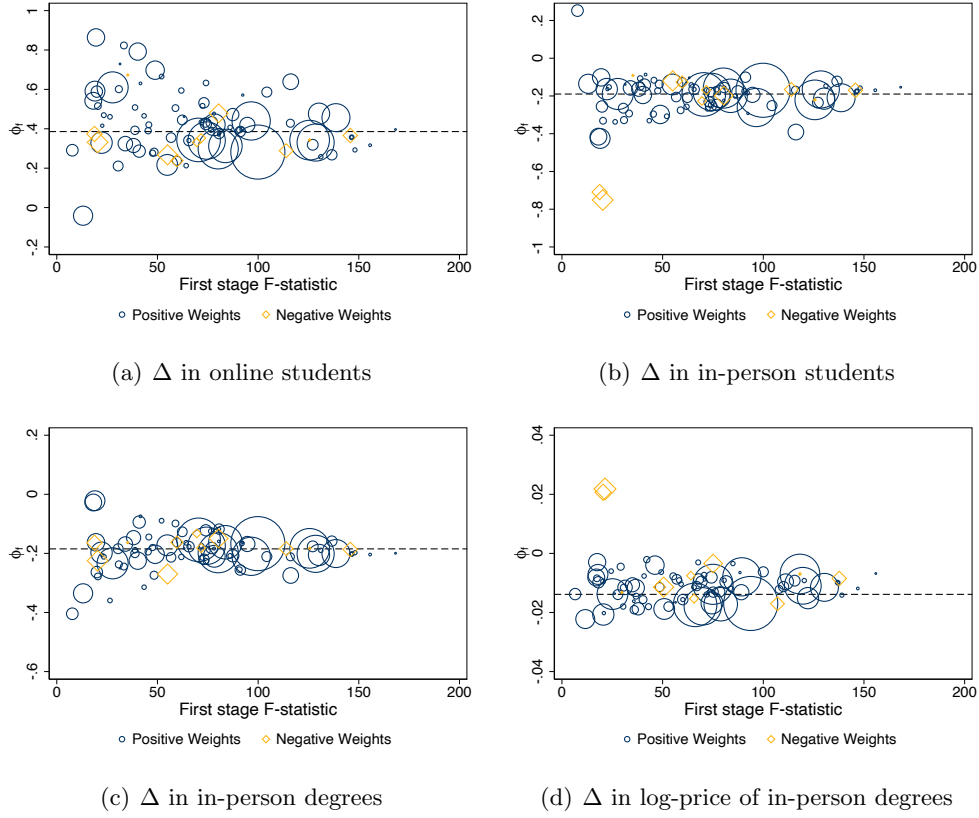 1
.8
.6
.4
.2
0
-.2
ϕf
0 50 100 150 200
First stage F-statistic
Positive Weights Negative Weights
(a) Δ in online students
.2
0
-.2
-.4
-.6
-.8
-1
ϕf
0 50 100 150 200
First stage F-statistic
Positive Weights Negative Weights
(b) Δ in in-person students
.2
0
-.2
-.4
-.6
ϕf
0 50 100 150 200
First stage F-statistic
Positive Weights Negative Weights
(c) Δ in in-person degrees
.04
.02
0
-.02
-.04
ϕf
0 50 100 150 200
First stage F-statistic
Positive Weights Negative Weights
(d) Δ in log-price of in-person degrees